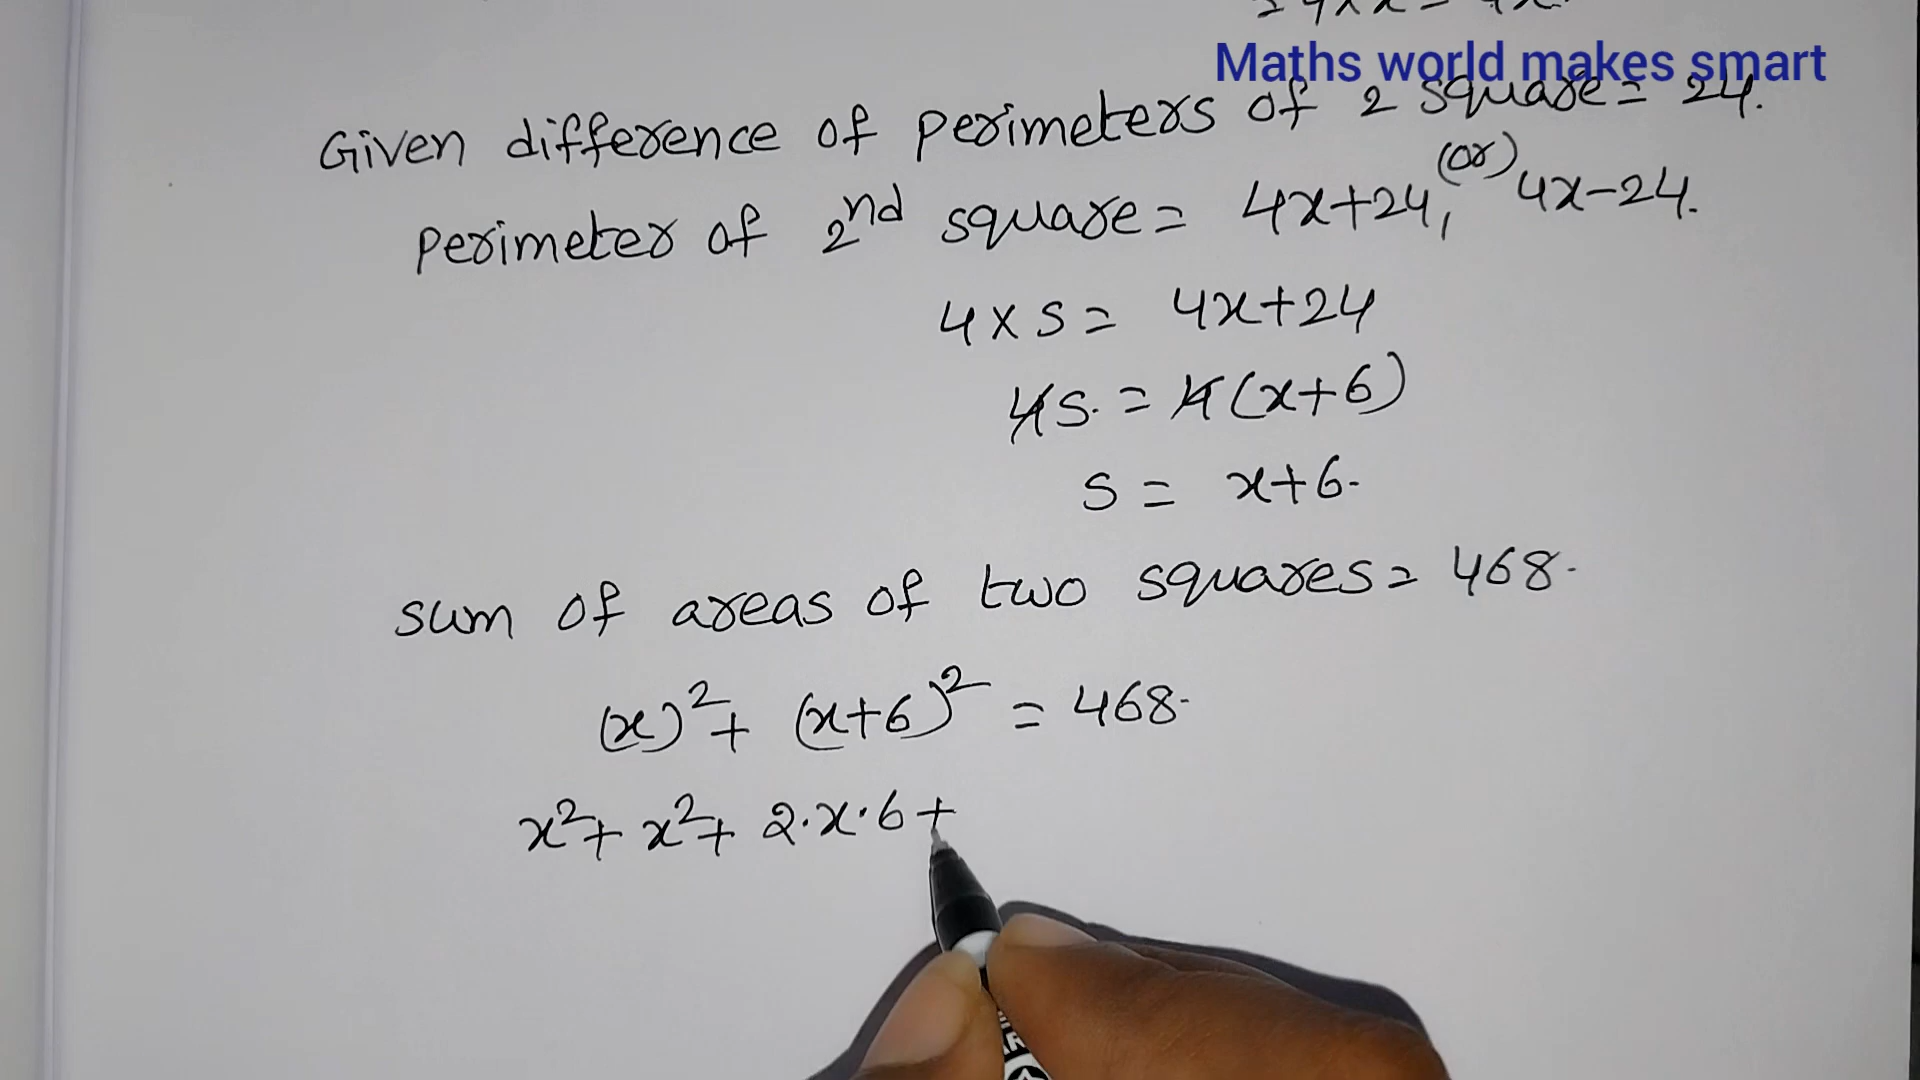 Maths world makes smart
Given difference of perimeters of 2 square = 24.
perimeter of 2nd square = 4x+24, (or) 4x-24.
4 x s = 4x+24
4s. = 4(x+6)
s = x+6.
sum of areas of two squares = 468.
(x)²+ (x+6)² = 468.
x²+ x²+ 2.x.6+